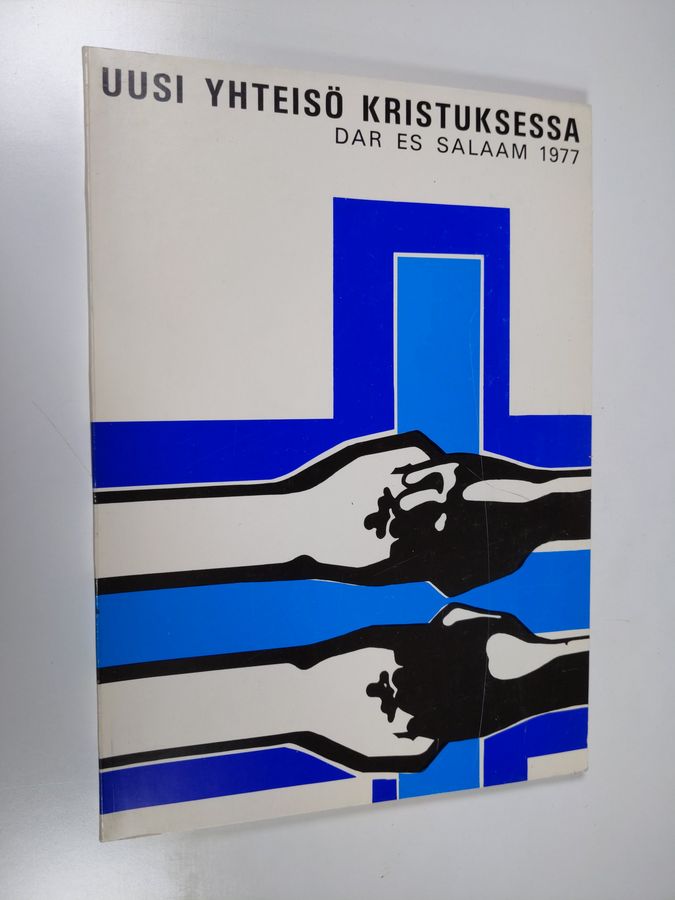 UUSI YHTEISÖ KRISTUKSESSA
DAR ES SALAAM 1977